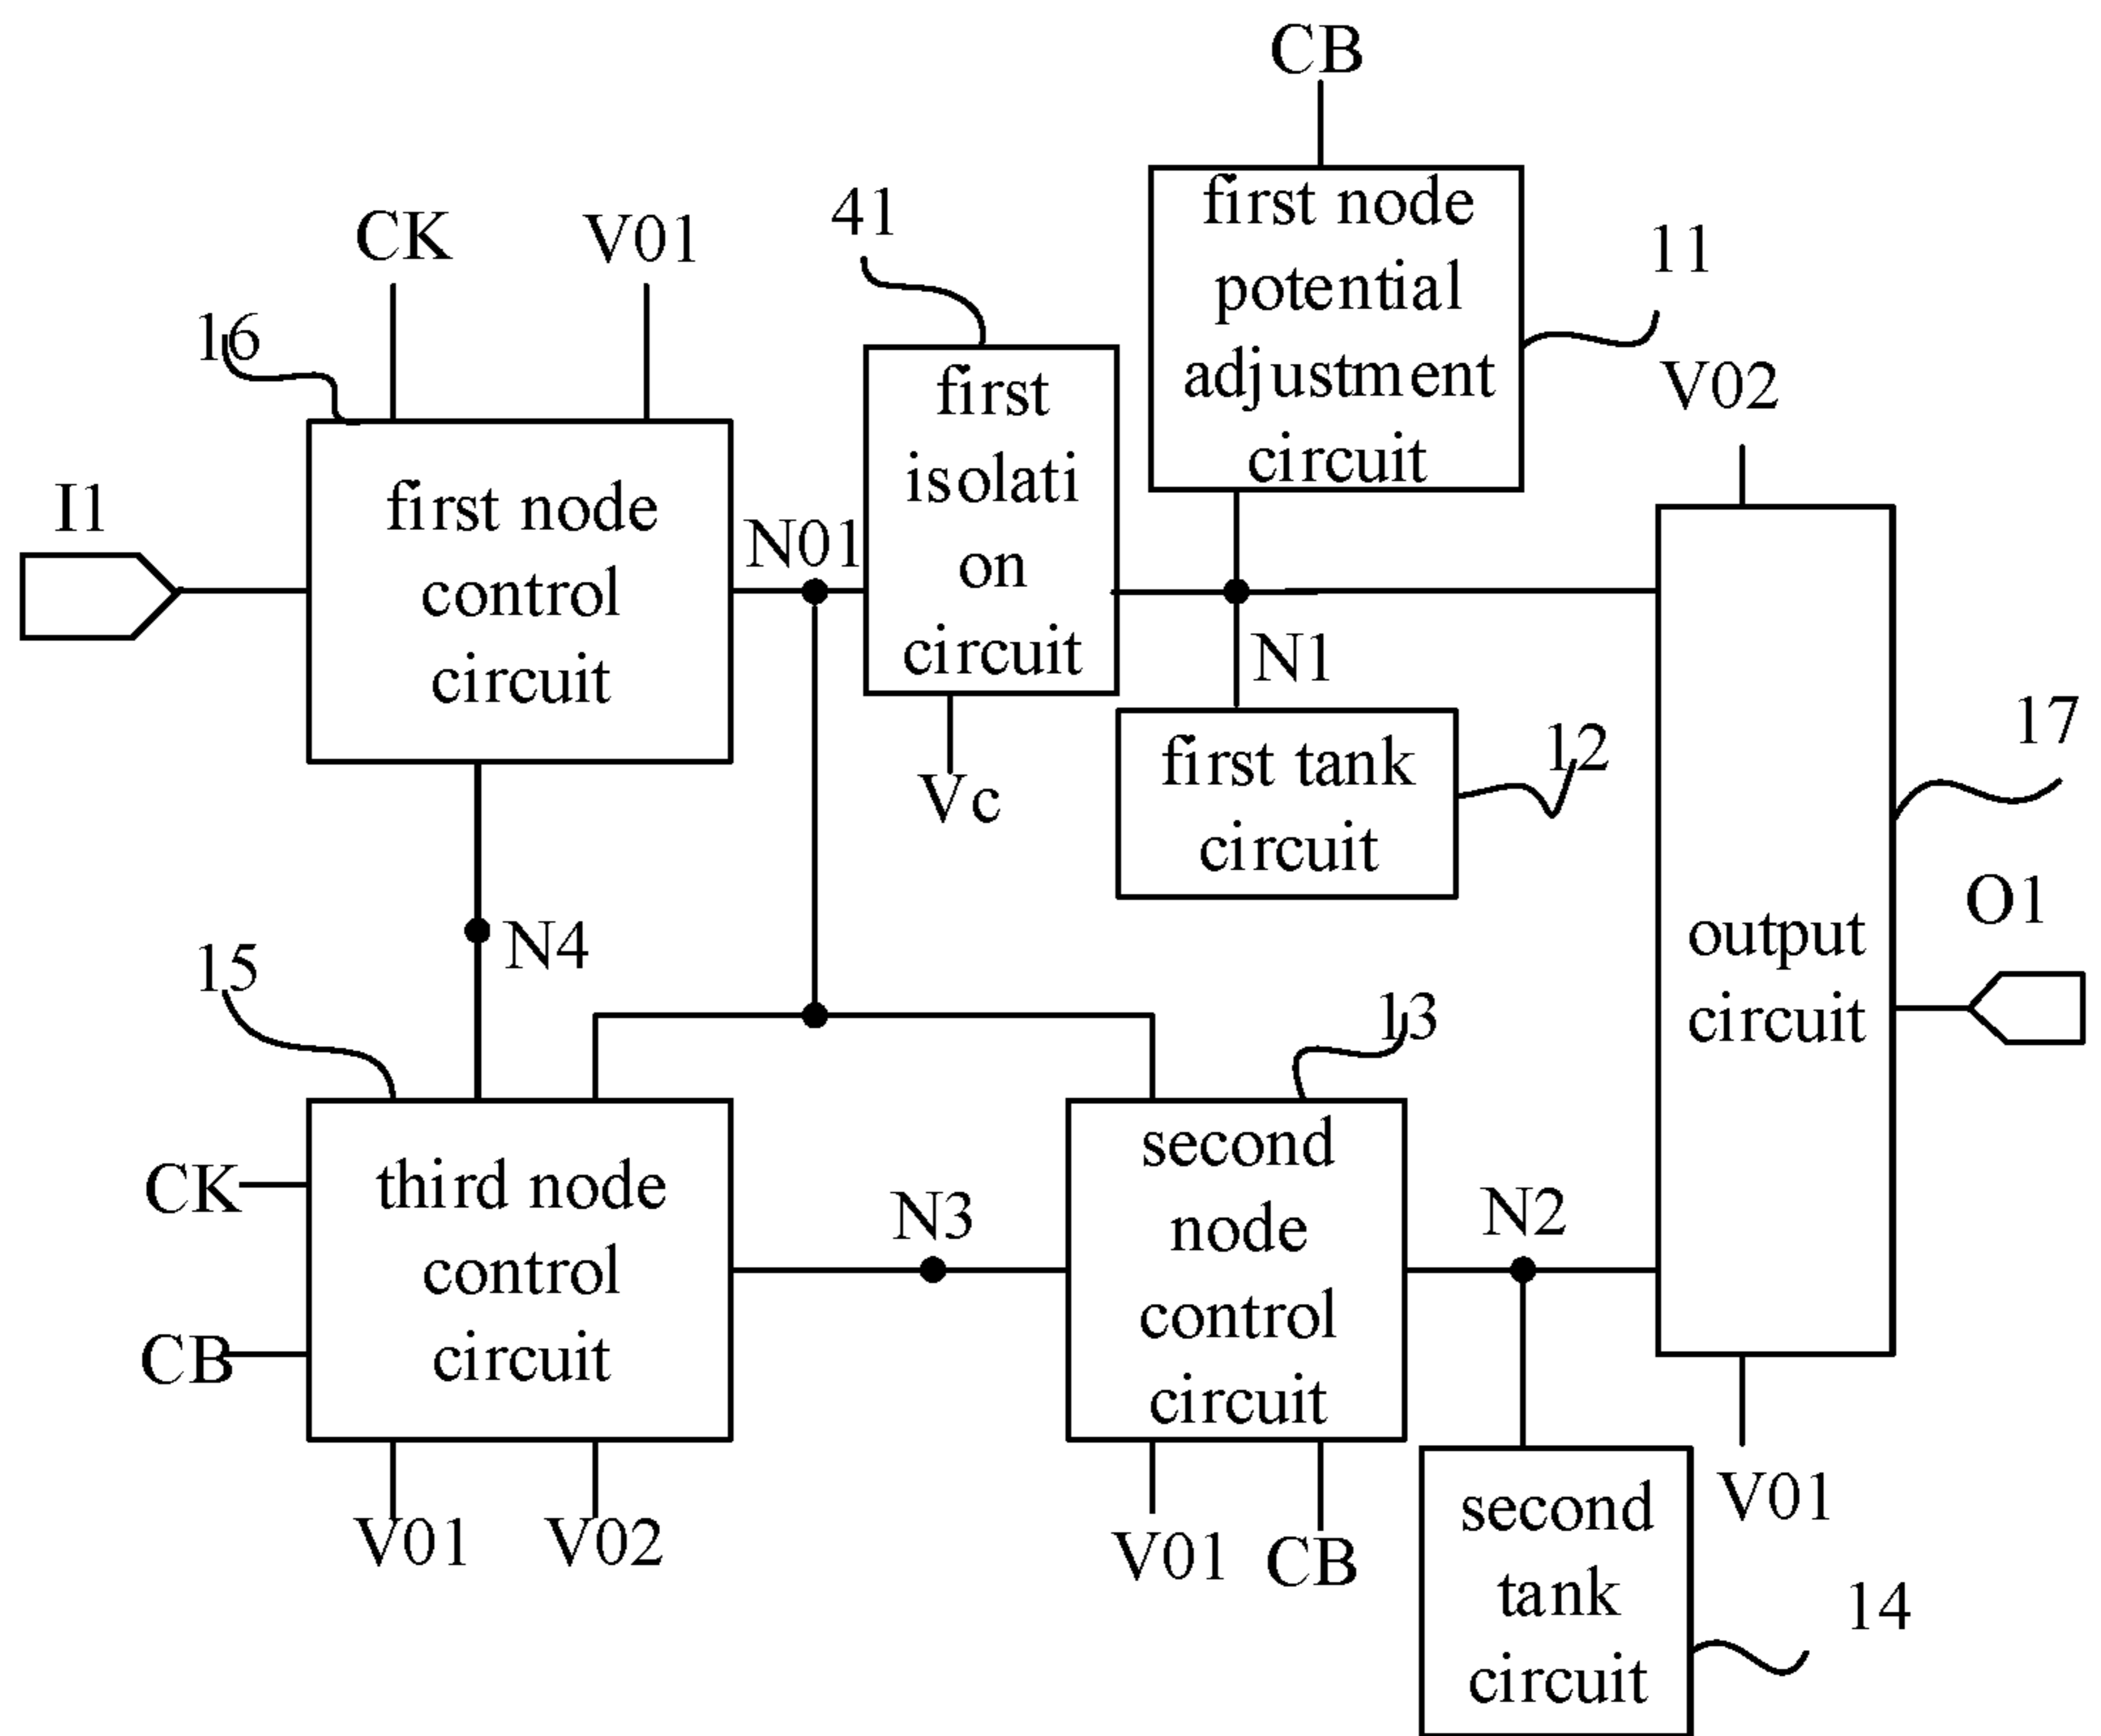 CB
first node
potential
adjustment
circuit
11
41
CK
V01
16
first
isolati
on
circuit
V02
I1
first node
control
circuit
N01
N1
Vc
first tank
circuit
12
17
O1
output
circuit
N4
15
13
third node
control
circuit
CK
CB
N3
second
node
control
circuit
N2
V01
V02
V01
CB
V01
second
tank
circuit
14